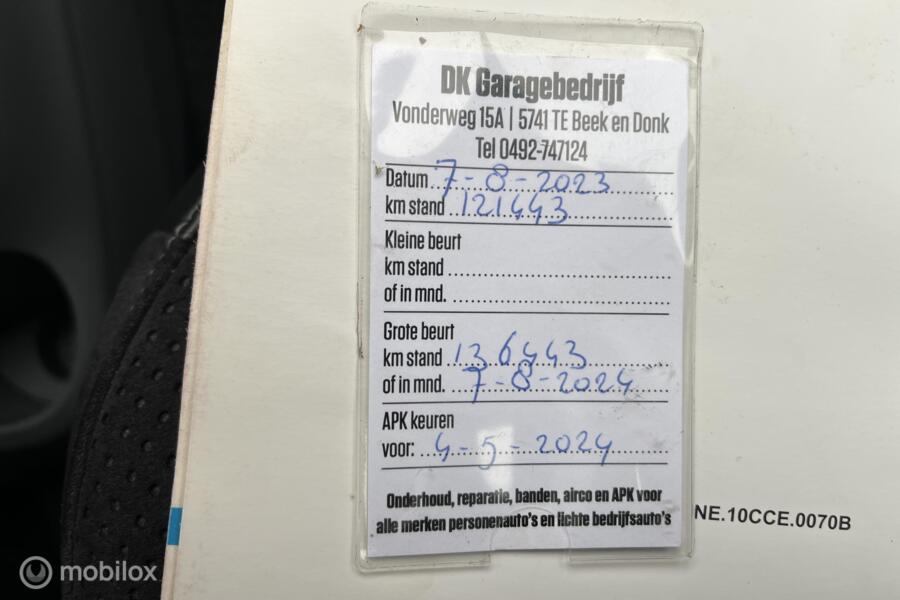 DK Garagebedrijf
Vonderweg 15A | 5741 TE Beek en Donk
Tel 0492-747124
Datum 7-8-2023
km stand 121443
Kleine beurt
km stand
of in mnd.
Grote beurt
km stand 136443
of in mnd. 7-8-2024
APK keuren
voor: 4-5-2024
Onderhoud, reparatie, banden, airco en APK voor
alle merken personenauto's en lichte bedrijfsauto's
NE.10CCE.0070B
mobilox